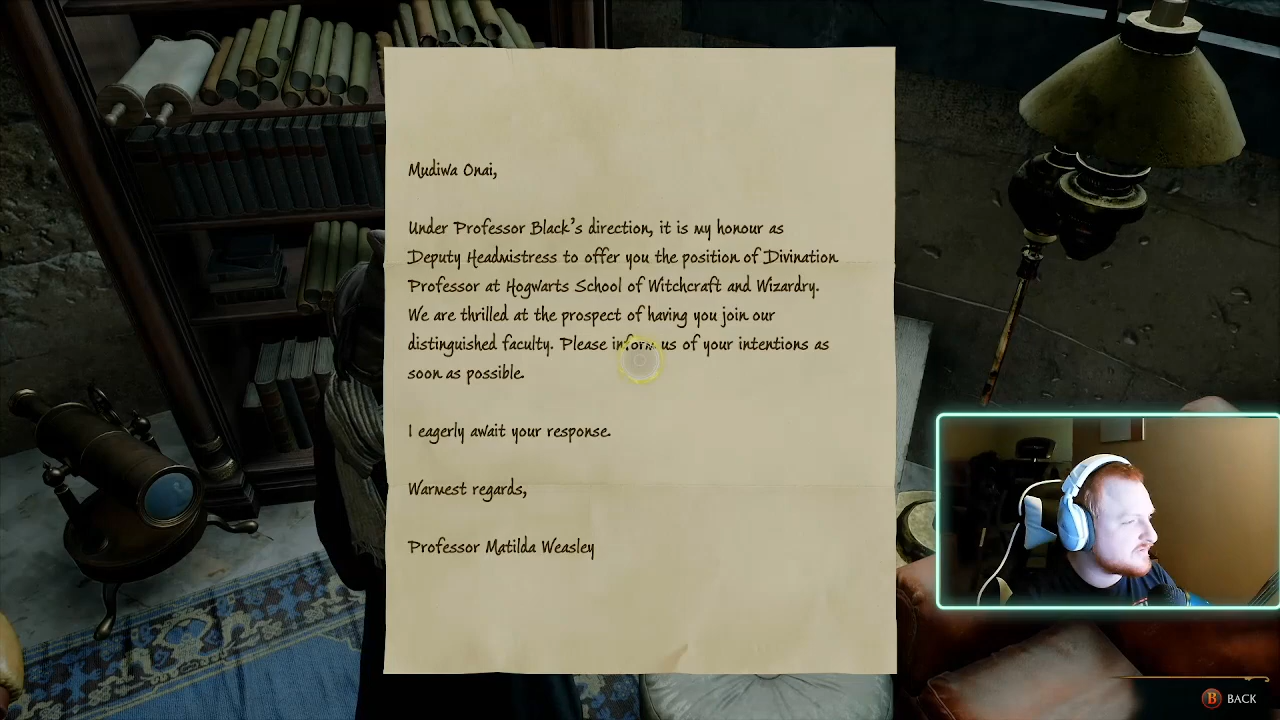 Mudiwa Onai,
Under Professor Black's direction, it is my honour as
Deputy Headmistress to offer you the position of Divination
Professor at Hogwarts School of Witchcraft and Wizardry.
We are thrilled at the prospect of having you join our
distinguished faculty. Please inform us of your intentions as
soon as possible.
I eagerly await your response.
Warmest regards,
Professor Matilda Weasley
B BACK